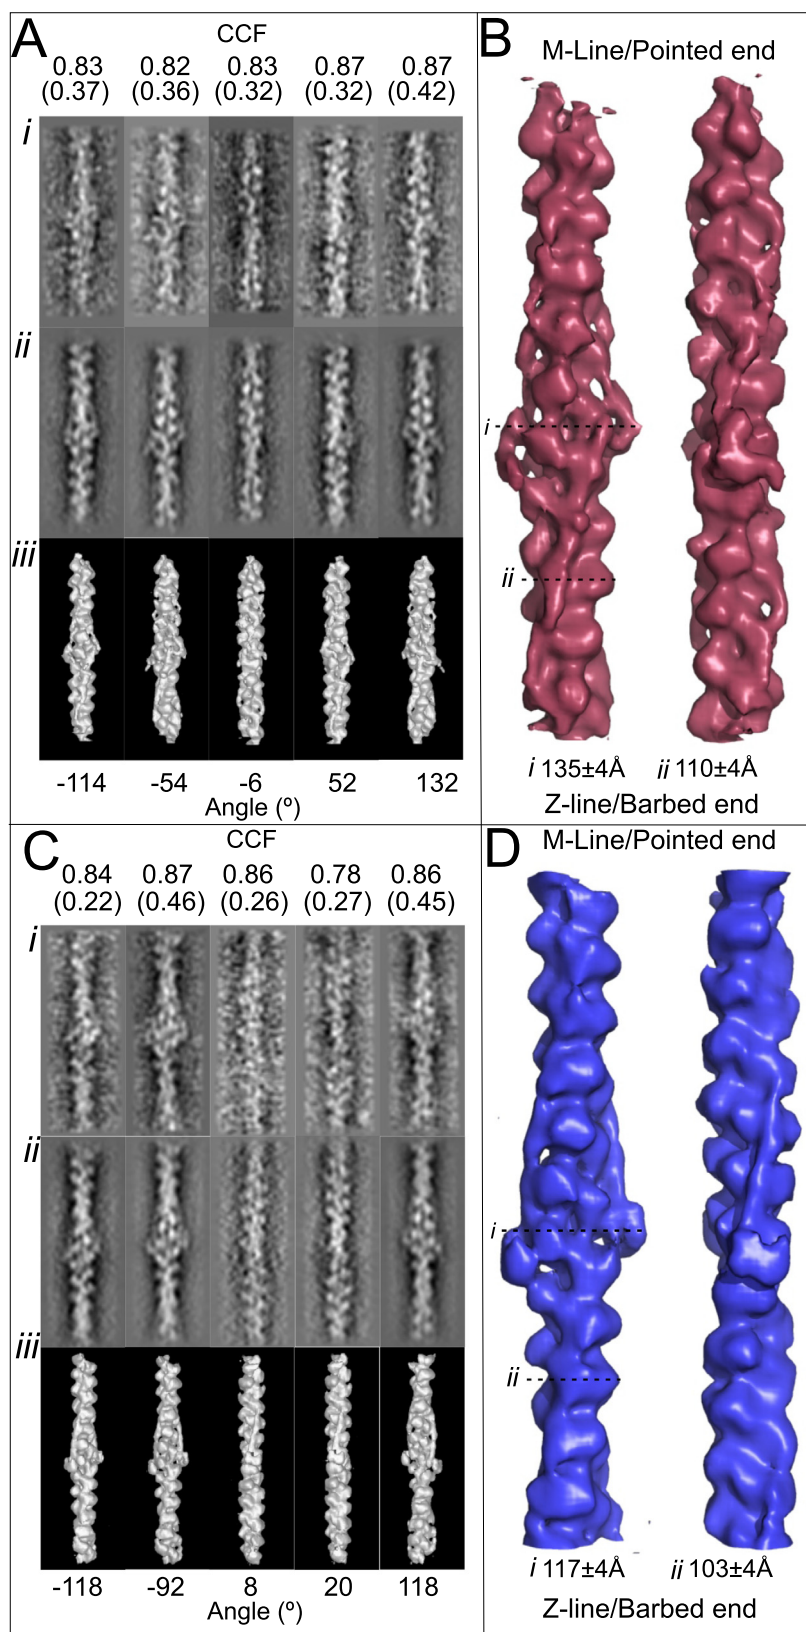 A
CCF
0.83 0.82 0.83 0.87 0.87
(0.37) (0.36) (0.32) (0.32) (0.42)
i
ii
iii
-114 -54 -6 52 132
Angle (º)
B
M-Line/Pointed end
i
ii
i 135±4Å ii 110±4Å
Z-line/Barbed end
C
CCF
0.84 0.87 0.86 0.78 0.86
(0.22) (0.46) (0.26) (0.27) (0.45)
i
ii
iii
-118 -92 8 20 118
Angle (º)
D
M-Line/Pointed end
i
ii
i 117±4Å ii 103±4Å
Z-line/Barbed end